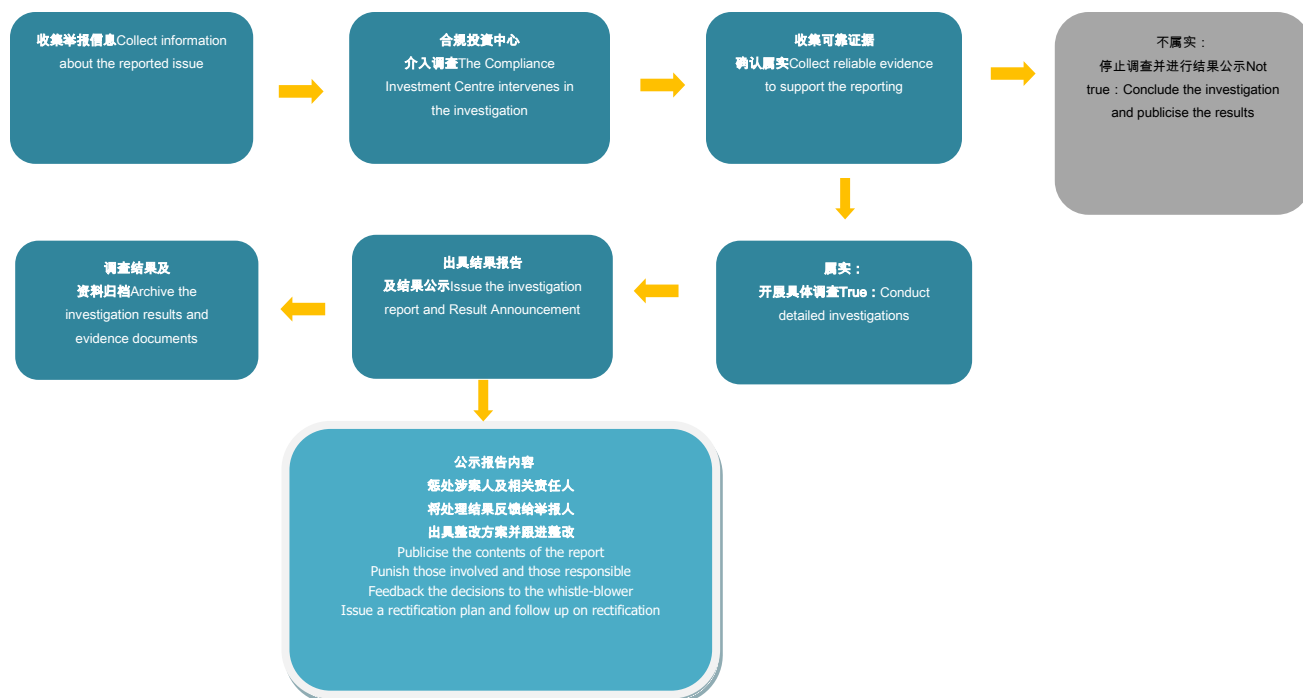 收集举报信息Collect information
about the reported issue
合规投資中心
介入调查The Compliance
Investment Centre intervenes in
the investigation
收集可靠证据
确认属实Collect reliable evidence
to support the reporting
不属实：
停止调查并进行结果公示Not
true：Conclude the investigation
and publicise the results
属实：
开展具体调查True：Conduct
detailed investigations
出具结果报告
及结果公示Issue the investigation
report and Result Announcement
调查结果及
资料归档Archive the
investigation results and
evidence documents
公示报告内容
惩处涉案人及相关责任人
将处理结果反馈给举报人
出具整改方案并跟进整改
Publicise the contents of the report
Punish those involved and those responsible
Feedback the decisions to the whistle-blower
Issue a rectification plan and follow up on rectification